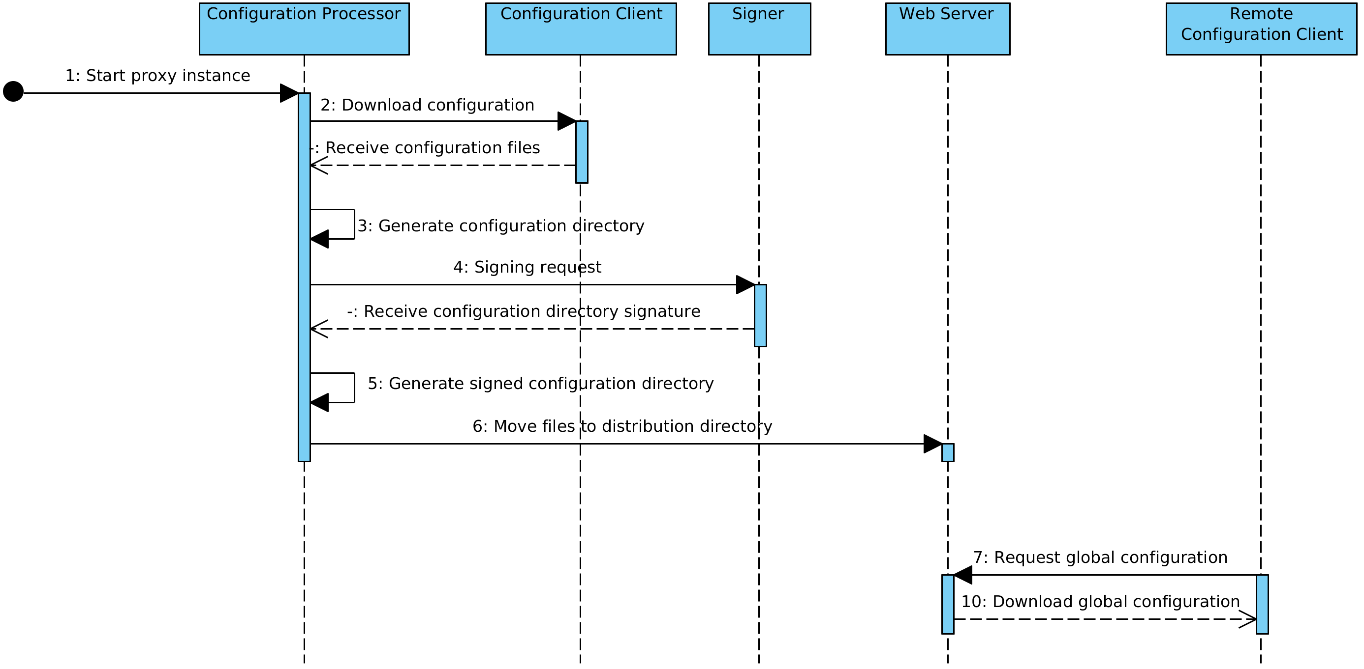 Configuration Processor
Configuration Client
Signer
Web Server
Remote
Configuration Client
1: Start proxy instance
2: Download configuration
-: Receive configuration files
3: Generate configuration directory
4: Signing request
-: Receive configuration directory signature
5: Generate signed configuration directory
6: Move files to distribution directory
7: Request global configuration
10: Download global configuration